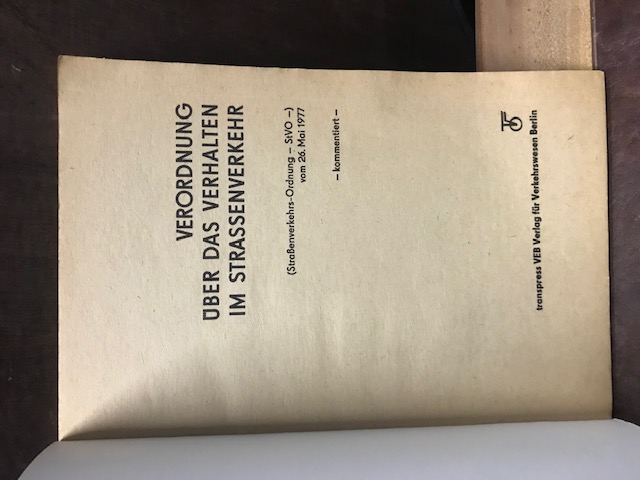 VERORDNUNG
ÜBER DAS VERHALTEN
IM STRASSENVERKEHR
(Straßenverkehrs-Ordnung – StVO –)
vom 26. Mai 1977
– kommentiert –
transpress VEB Verlag für Verkehrswesen Berlin